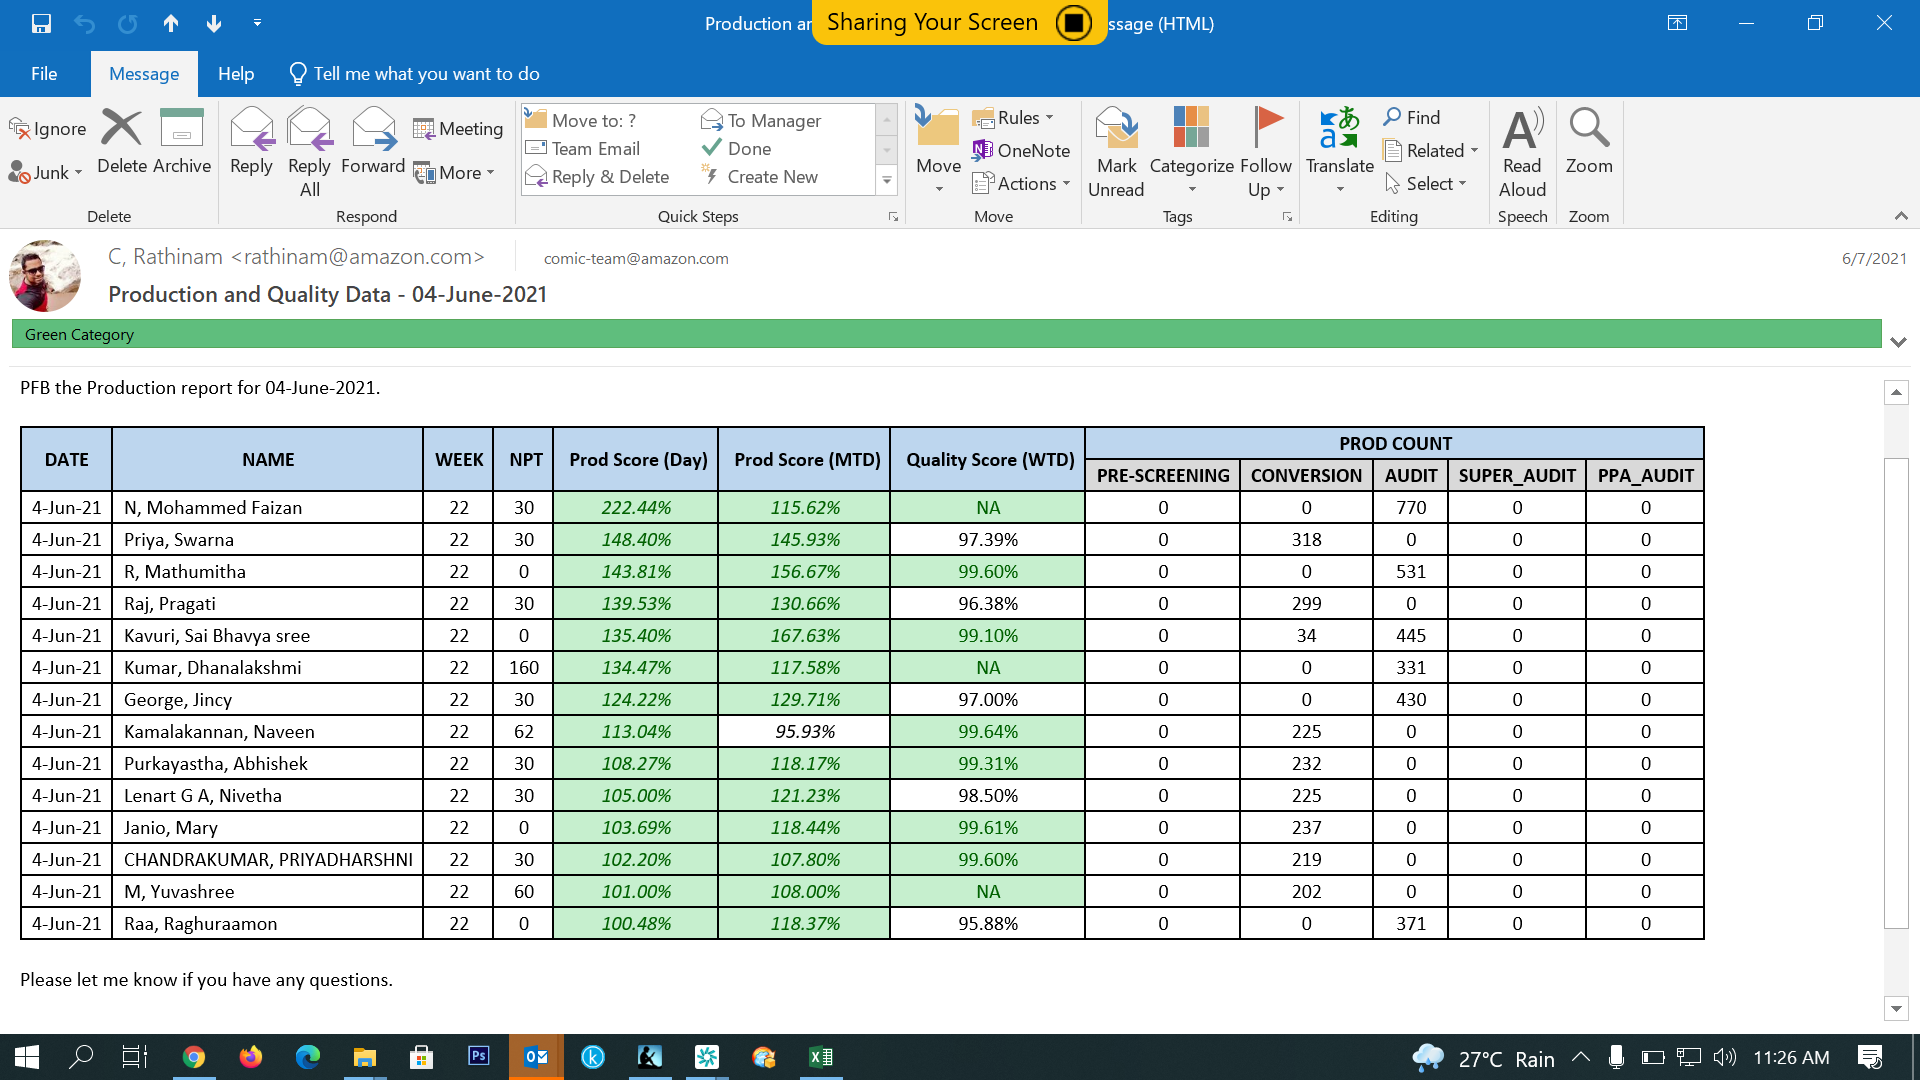 Production ar
Sharing Your Screen
ssage (HTML)
File Message Help Tell me what you want to do
Ignore
Junk
Delete
Archive
Delete
Reply
Reply All
Forward
Meeting
More
Respond
Move to: ? To Manager
Team Email Done
Reply & Delete Create New
Quick Steps
Move
Rules
OneNote
Actions
Move
Mark Unread
Categorize
Follow Up
Tags
Translate
Find
Related
Select
Editing
Read Aloud
Speech
Zoom
Zoom
C, Rathinam <rathinam@amazon.com> comic-team@amazon.com 6/7/2021
Production and Quality Data - 04-June-2021
Green Category
PFB the Production report for 04-June-2021.
DATE NAME WEEK NPT Prod Score (Day) Prod Score (MTD) Quality Score (WTD) PROD COUNT
PRE-SCREENING CONVERSION AUDIT SUPER_AUDIT PPA_AUDIT
4-Jun-21 N, Mohammed Faizan 22 30 222.44% 115.62% NA 0 0 770 0 0
4-Jun-21 Priya, Swarna 22 30 148.40% 145.93% 97.39% 0 318 0 0 0
4-Jun-21 R, Mathumitha 22 0 143.81% 156.67% 99.60% 0 0 531 0 0
4-Jun-21 Raj, Pragati 22 30 139.53% 130.66% 96.38% 0 299 0 0 0
4-Jun-21 Kavuri, Sai Bhavya sree 22 0 135.40% 167.63% 99.10% 0 34 445 0 0
4-Jun-21 Kumar, Dhanalakshmi 22 160 134.47% 117.58% NA 0 0 331 0 0
4-Jun-21 George, Jincy 22 30 124.22% 129.71% 97.00% 0 0 430 0 0
4-Jun-21 Kamalakannan, Naveen 22 62 113.04% 95.93% 99.64% 0 225 0 0 0
4-Jun-21 Purkayastha, Abhishek 22 30 108.27% 118.17% 99.31% 0 232 0 0 0
4-Jun-21 Lenart G A, Nivetha 22 30 105.00% 121.23% 98.50% 0 225 0 0 0
4-Jun-21 Janio, Mary 22 0 103.69% 118.44% 99.61% 0 237 0 0 0
4-Jun-21 CHANDRAKUMAR, PRIYADHARSHNI 22 30 102.20% 107.80% 99.60% 0 219 0 0 0
4-Jun-21 M, Yuvashree 22 60 101.00% 108.00% NA 0 202 0 0 0
4-Jun-21 Raa, Raghuraamon 22 0 100.48% 118.37% 95.88% 0 0 371 0 0
Please let me know if you have any questions.
27°C Rain 11:26 AM